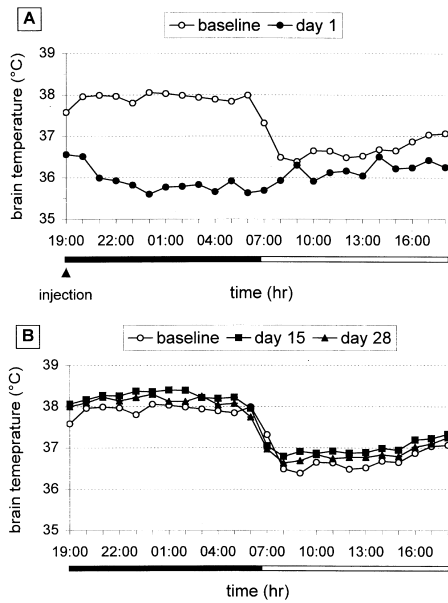 A
baseline day 1
brain temperature (°C)
39
38
37
36
35
19:00 22:00 01:00 04:00 07:00 10:00 13:00 16:00
injection
time (hr)
B
baseline day 15 day 28
brain temeprature (°C)
39
38
37
36
35
19:00 22:00 01:00 04:00 07:00 10:00 13:00 16:00
time (hr)